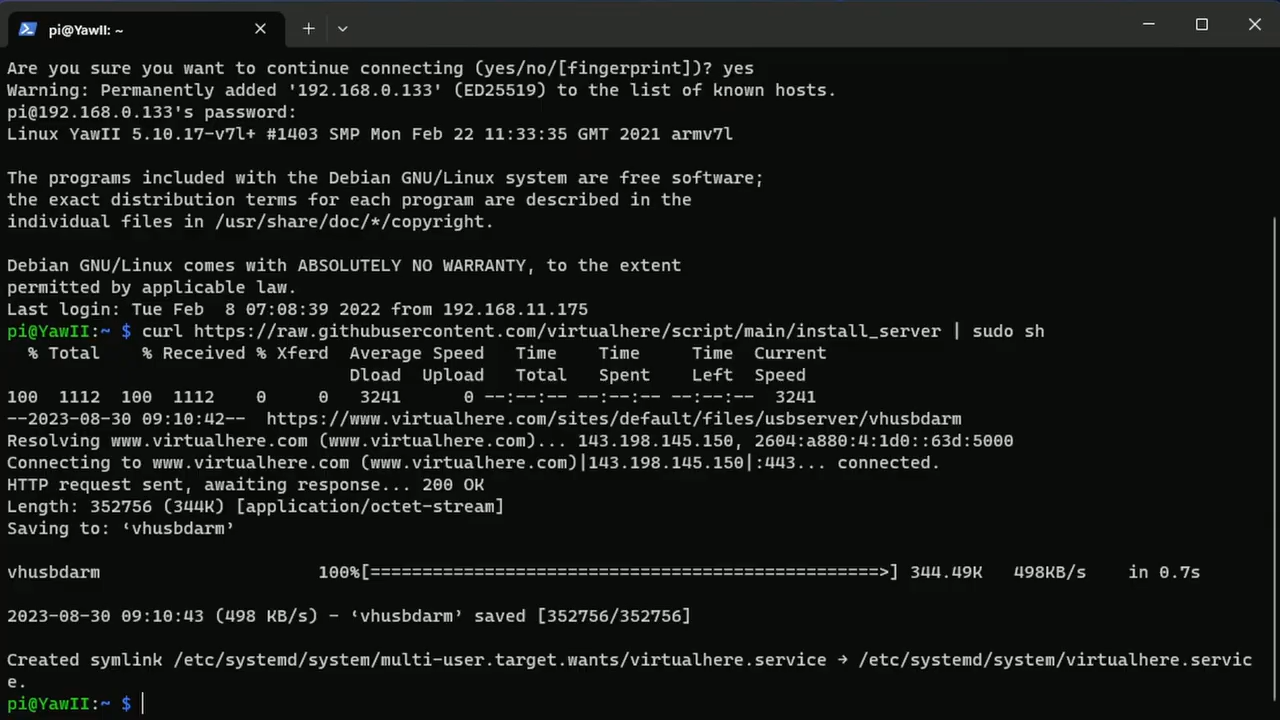 pi@YawII: ~
Are you sure you want to continue connecting (yes/no/[fingerprint])? yes
Warning: Permanently added '192.168.0.133' (ED25519) to the list of known hosts.
pi@192.168.0.133's password:
Linux YawII 5.10.17-v7l+ #1403 SMP Mon Feb 22 11:33:35 GMT 2021 armv7l
The programs included with the Debian GNU/Linux system are free software;
the exact distribution terms for each program are described in the
individual files in /usr/share/doc/*/copyright.
Debian GNU/Linux comes with ABSOLUTELY NO WARRANTY, to the extent
permitted by applicable law.
Last login: Tue Feb  8 07:08:39 2022 from 192.168.11.175
pi@YawII:~ $ curl https://raw.githubusercontent.com/virtualhere/script/main/install_server | sudo sh
  % Total    % Received % Xferd  Average Speed   Time    Time     Time  Current
                                 Dload  Upload   Total   Spent    Left  Speed
100  1112  100  1112    0     0   3241      0 --:--:-- --:--:-- --:--:--  3241
--2023-08-30 09:10:42--  https://www.virtualhere.com/sites/default/files/usbserver/vhusbdarm
Resolving www.virtualhere.com (www.virtualhere.com)... 143.198.145.150, 2604:a880:4:1d0::63d:5000
Connecting to www.virtualhere.com (www.virtualhere.com)|143.198.145.150|:443... connected.
HTTP request sent, awaiting response... 200 OK
Length: 352756 (344K) [application/octet-stream]
Saving to: ‘vhusbdarm’
vhusbdarm                     100%[=================================================>] 344.49K   498KB/s    in 0.7s
2023-08-30 09:10:43 (498 KB/s) - ‘vhusbdarm’ saved [352756/352756]
Created symlink /etc/systemd/system/multi-user.target.wants/virtualhere.service → /etc/systemd/system/virtualhere.servic
e.
pi@YawII:~ $